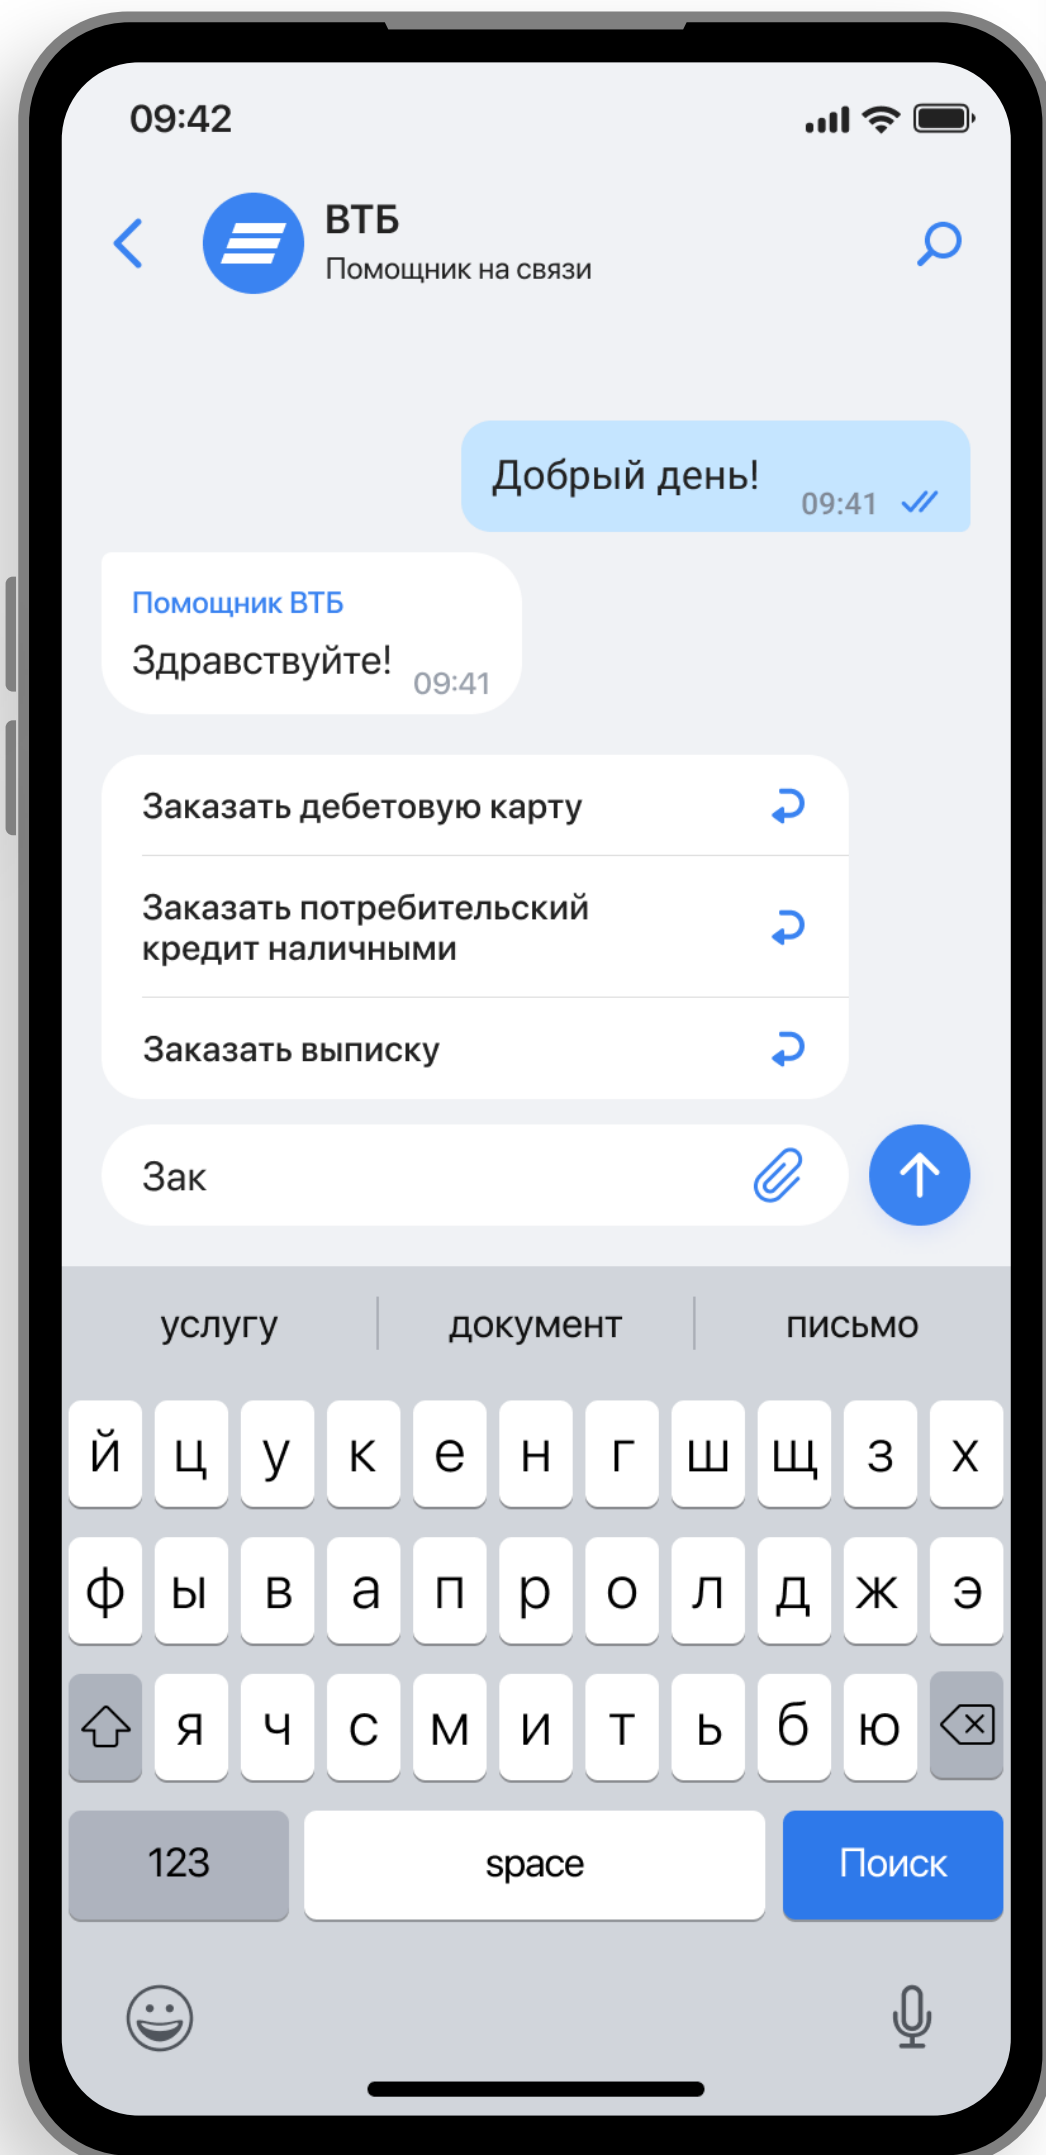 09:42
ВТБ
Помощник на связи
Добрый день!
09:41
Помощник ВТБ
Здравствуйте!
09:41
Заказать дебетовую карту
Заказать потребительский
кредит наличными
Заказать выписку
Зак
услугу документ письмо
й ц у к е н г ш щ з х
ф ы в а п р о л д ж э
я ч с м и т ь б ю
123 space Поиск